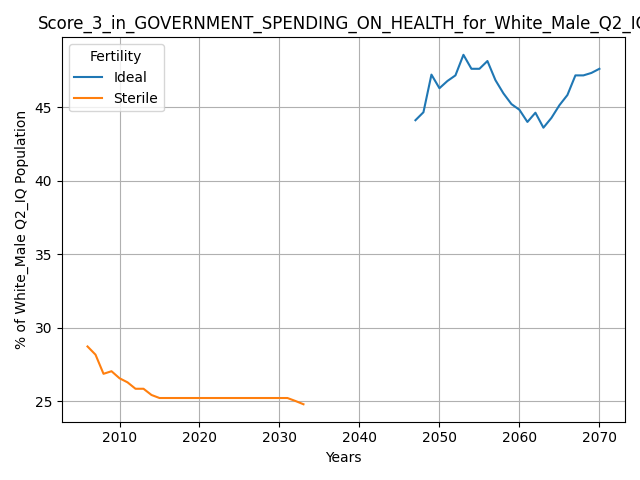 Score_3_in_GOVERNMENT_SPENDING_ON_HEALTH_for_White_Male_Q2_IQ
Fertility
Ideal
Sterile
% of White_Male Q2_IQ Population
45
40
35
30
25
2010 2020 2030 2040 2050 2060 2070
Years